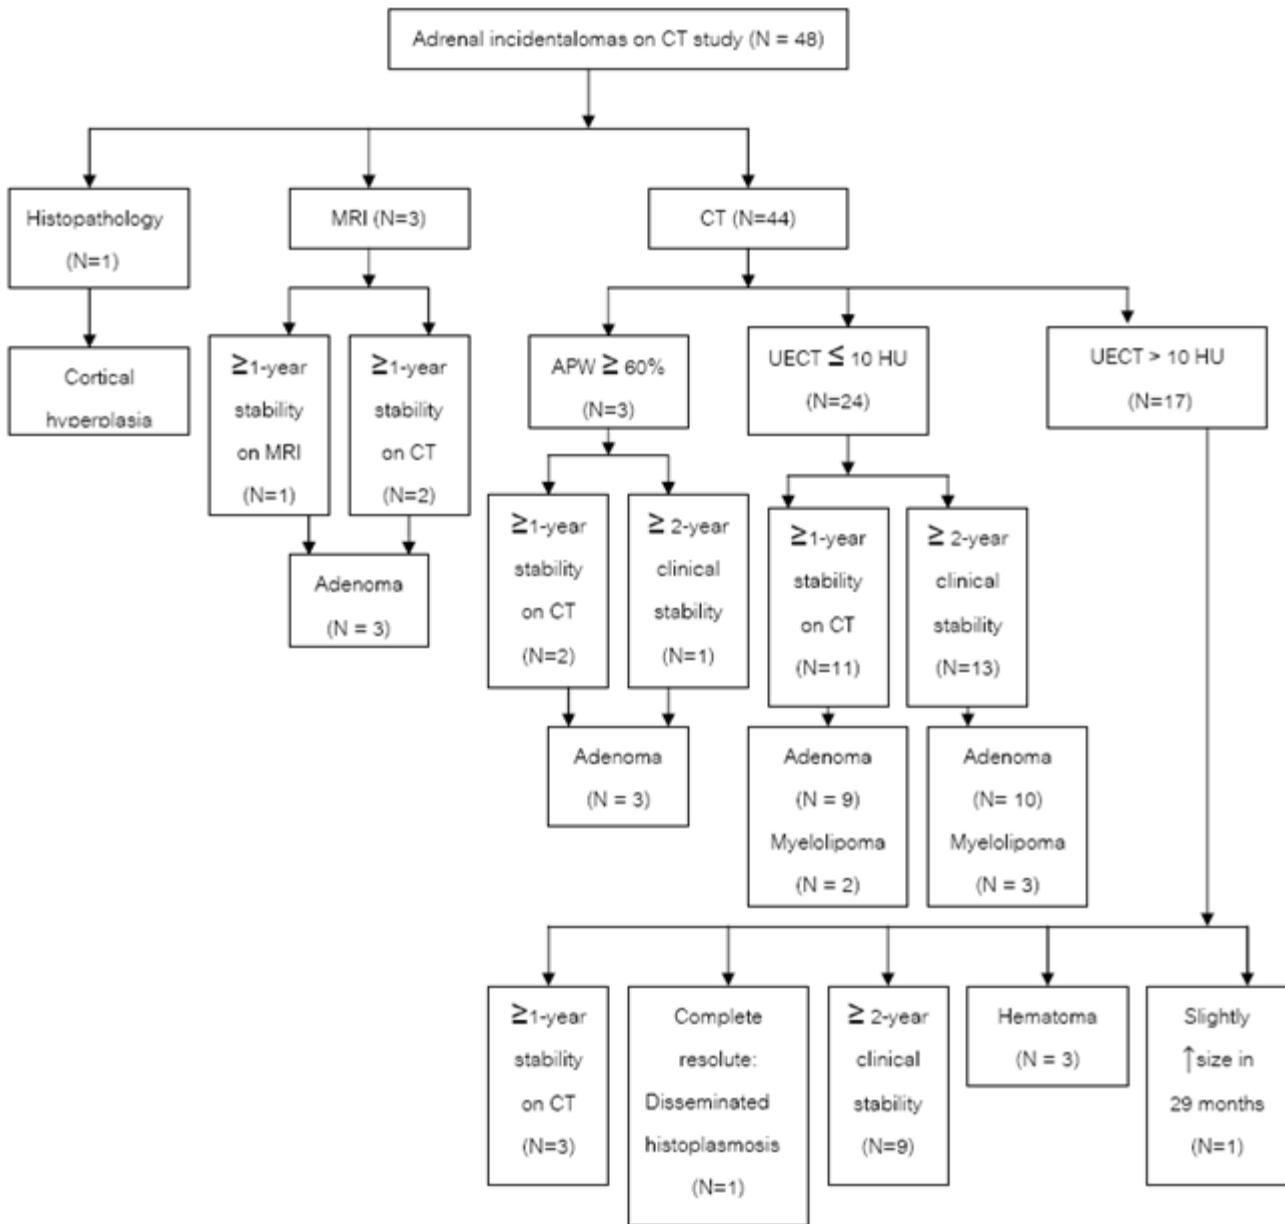 Adrenal incidentalomas on CT study (N = 48)
Histopathology
(N=1)
MRI (N=3)
CT (N=44)
Cortical
hyperplasia
≥1-year
stability
on MRI
(N=1)
≥1-year
stability
on CT
(N=2)
Adenoma
(N = 3)
APW ≥ 60%
(N=3)
UECT ≤ 10 HU
(N=24)
UECT > 10 HU
(N=17)
≥1-year
stability
on CT
(N=2)
≥ 2-year
clinical
stability
(N=1)
≥1-year
stability
on CT
(N=11)
≥ 2-year
clinical
stability
(N=13)
Adenoma
(N = 3)
Adenoma
(N = 9)
Myelolipoma
(N = 2)
Adenoma
(N= 10)
Myelolipoma
(N = 3)
≥1-year
stability
on CT
(N=3)
Complete
resolute:
Disseminated
histoplasmosis
(N=1)
≥ 2-year
clinical
stability
(N=9)
Hematoma
(N = 3)
Slightly
↑size in
29 months
(N=1)